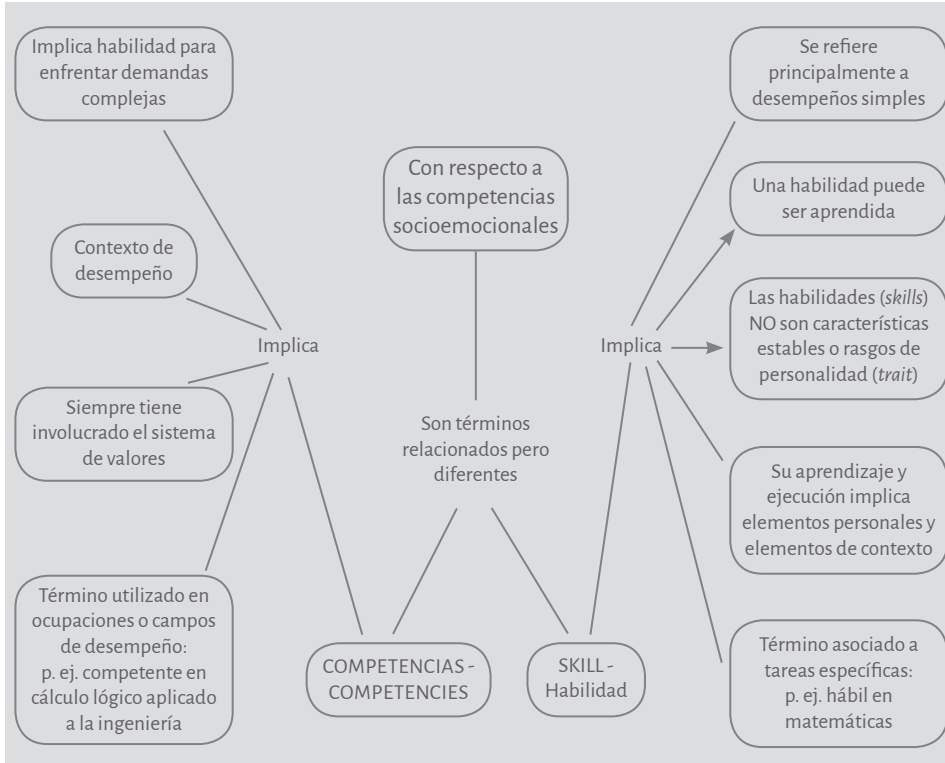 Implica habilidad para
enfrentar demandas
complejas
Se refiere
principalmente a
desempeños simples
Con respecto a
las competencias
socioemocionales
Una habilidad puede
ser aprendida
Contexto de
desempeño
Las habilidades (skills)
NO son características
estables o rasgos de
personalidad (trait)
Implica
Implica
Siempre tiene
involucrado el sistema
de valores
Son términos
relacionados pero
diferentes
Su aprendizaje y
ejecución implica
elementos personales y
elementos de contexto
Término utilizado en
ocupaciones o campos
de desempeño:
p. ej. competente en
cálculo lógico aplicado
a la ingeniería
COMPETENCIAS -
COMPETENCIES
SKILL -
Habilidad
Término asociado a
tareas específicas:
p. ej. hábil en
matemáticas